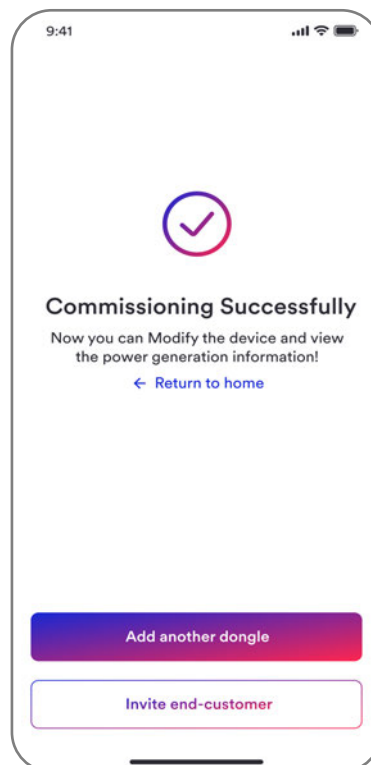 9:41
Commissioning Successfully
Now you can Modify the device and view
the power generation information!
← Return to home
Add another dongle
Invite end-customer